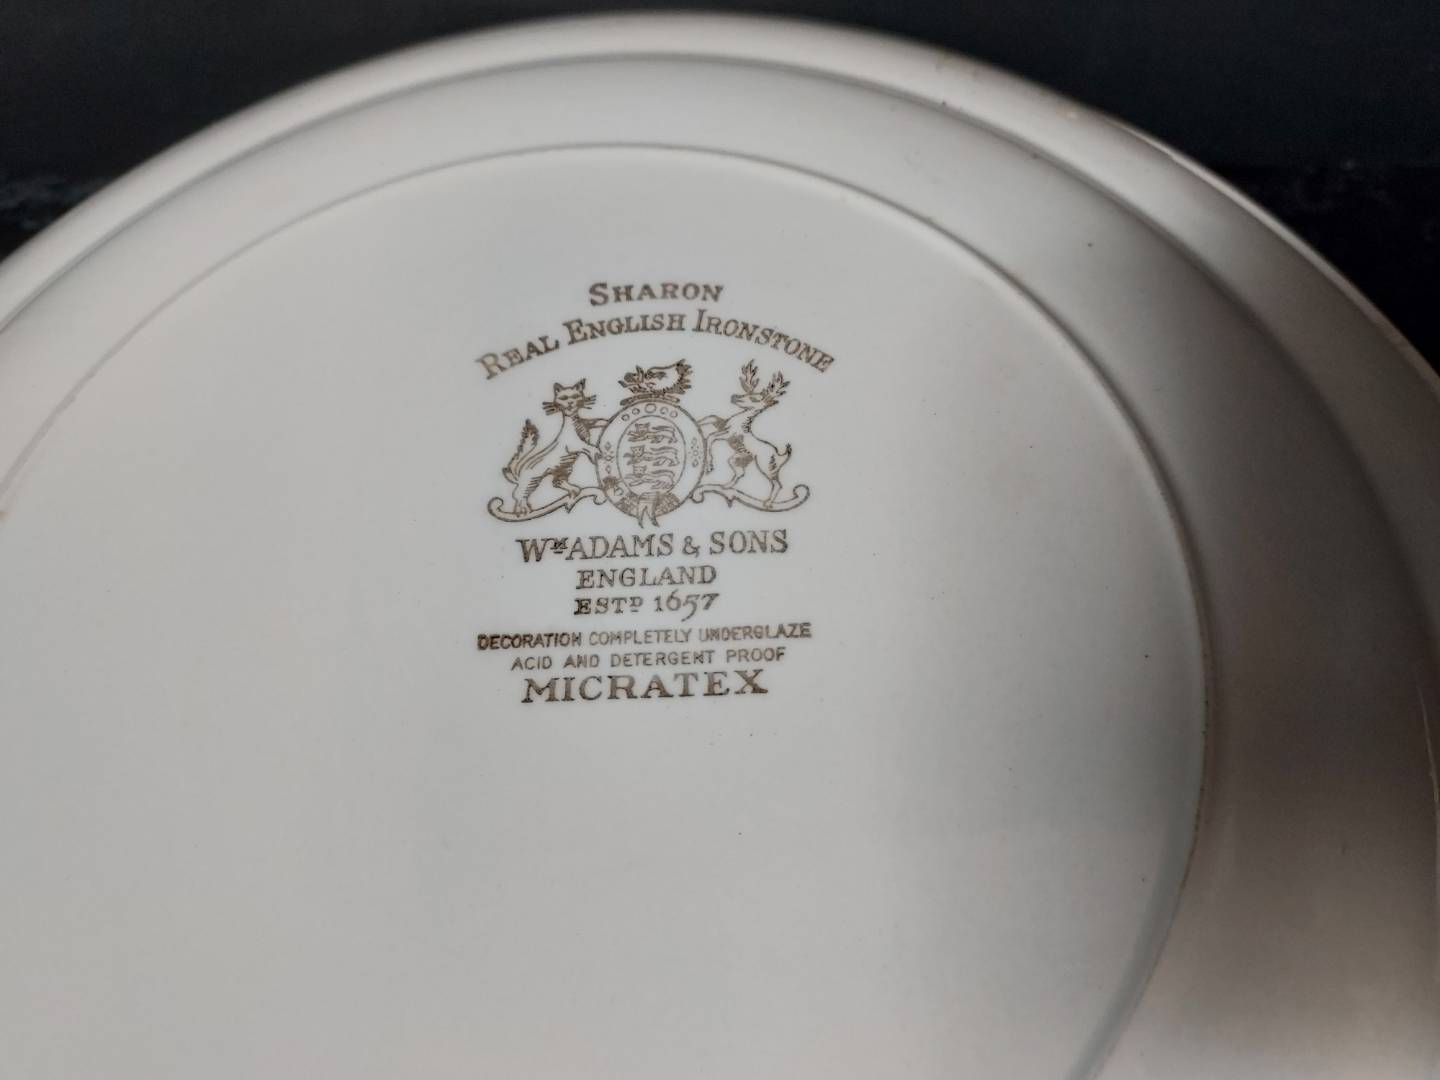 SHARON
REAL ENGLISH IRONSTONE
WM ADAMS & SONS
ENGLAND
ESTD 1657
DECORATION COMPLETELY UNDERGLAZE
ACID AND DETERGENT PROOF
MICRATEX